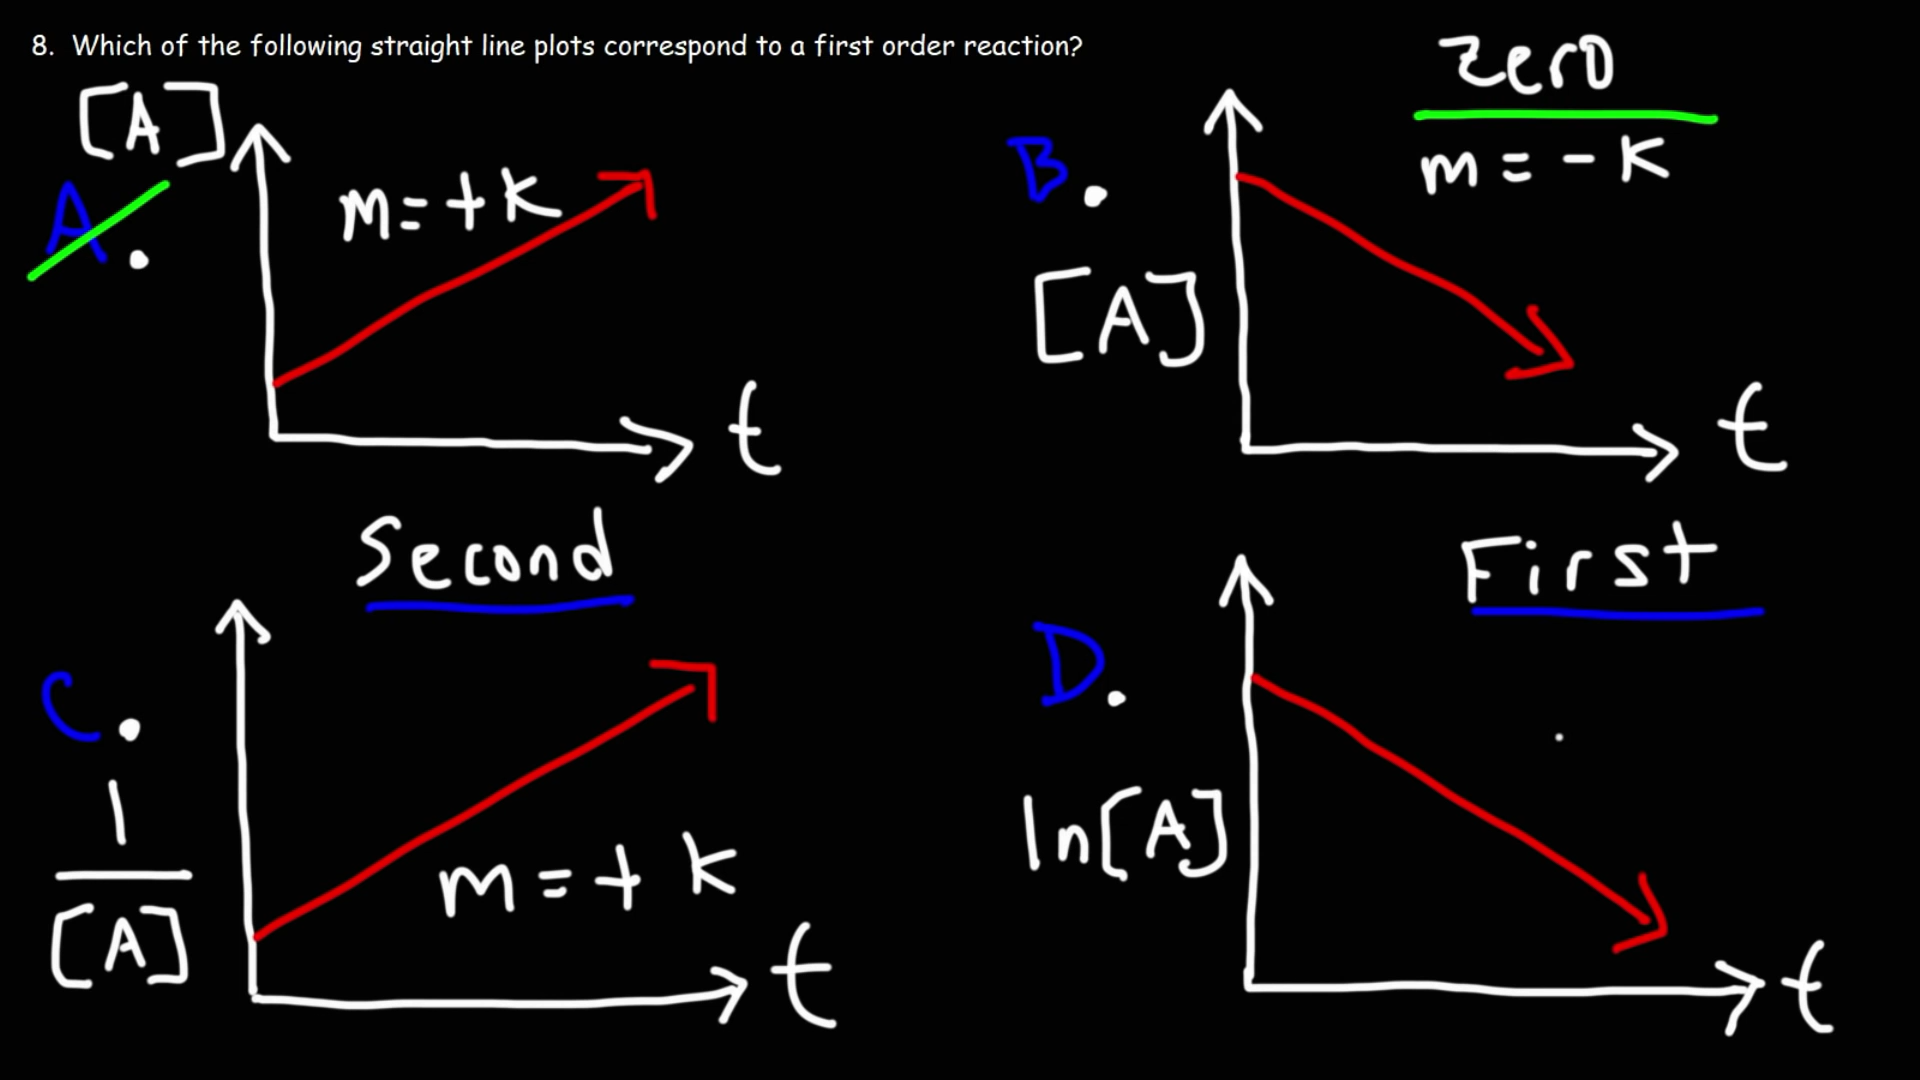 8. Which of the following straight line plots correspond to a first order reaction?
[A]
A.
m = + K
t
zero
m = - K
B.
[A]
t
Second
C.
1
[A]
m = + K
t
First
D.
ln[A]
t